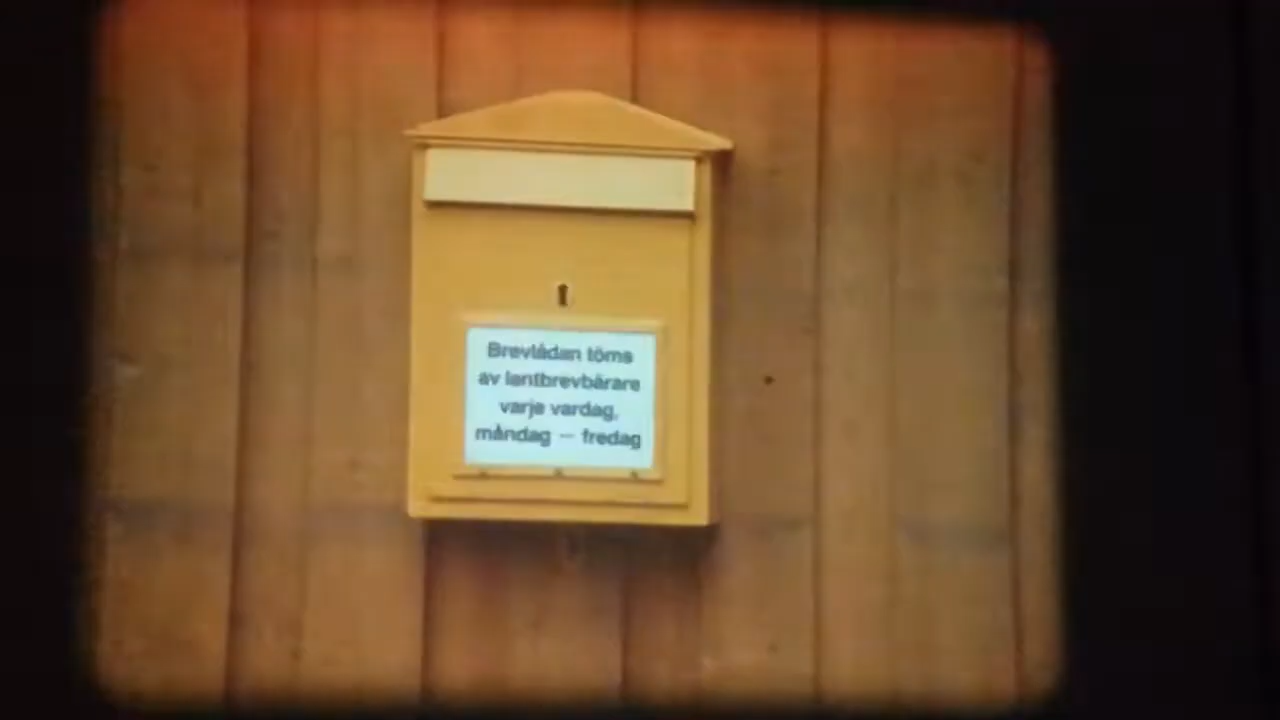 Brevlådan töms
av lantbrevbärare
varje vardag,
måndag – fredag